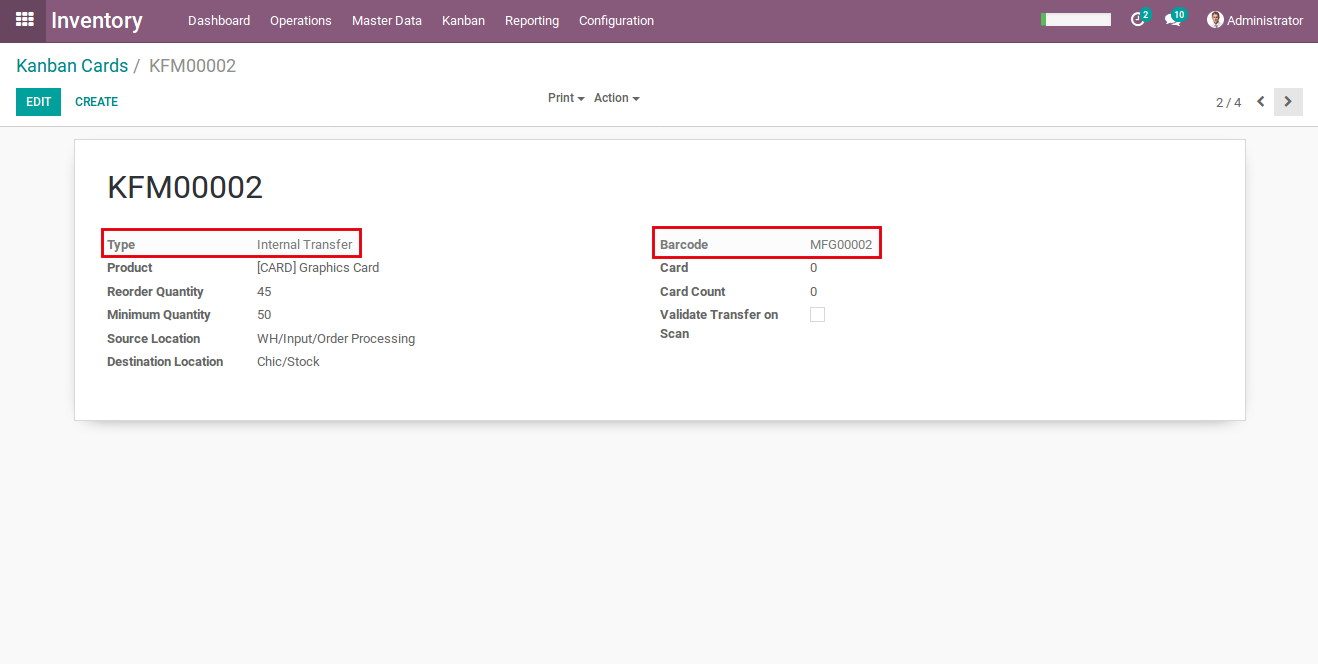 Inventory Dashboard Operations Master Data Kanban Reporting Configuration 2 10 Administrator
Kanban Cards / KFM00002
EDIT CREATE Print Action 2 / 4
KFM00002
Type Internal Transfer Barcode MFG00002
Product [CARD] Graphics Card Card 0
Reorder Quantity 45 Card Count 0
Minimum Quantity 50 Validate Transfer on
Scan
Source Location WH/Input/Order Processing
Destination Location Chic/Stock